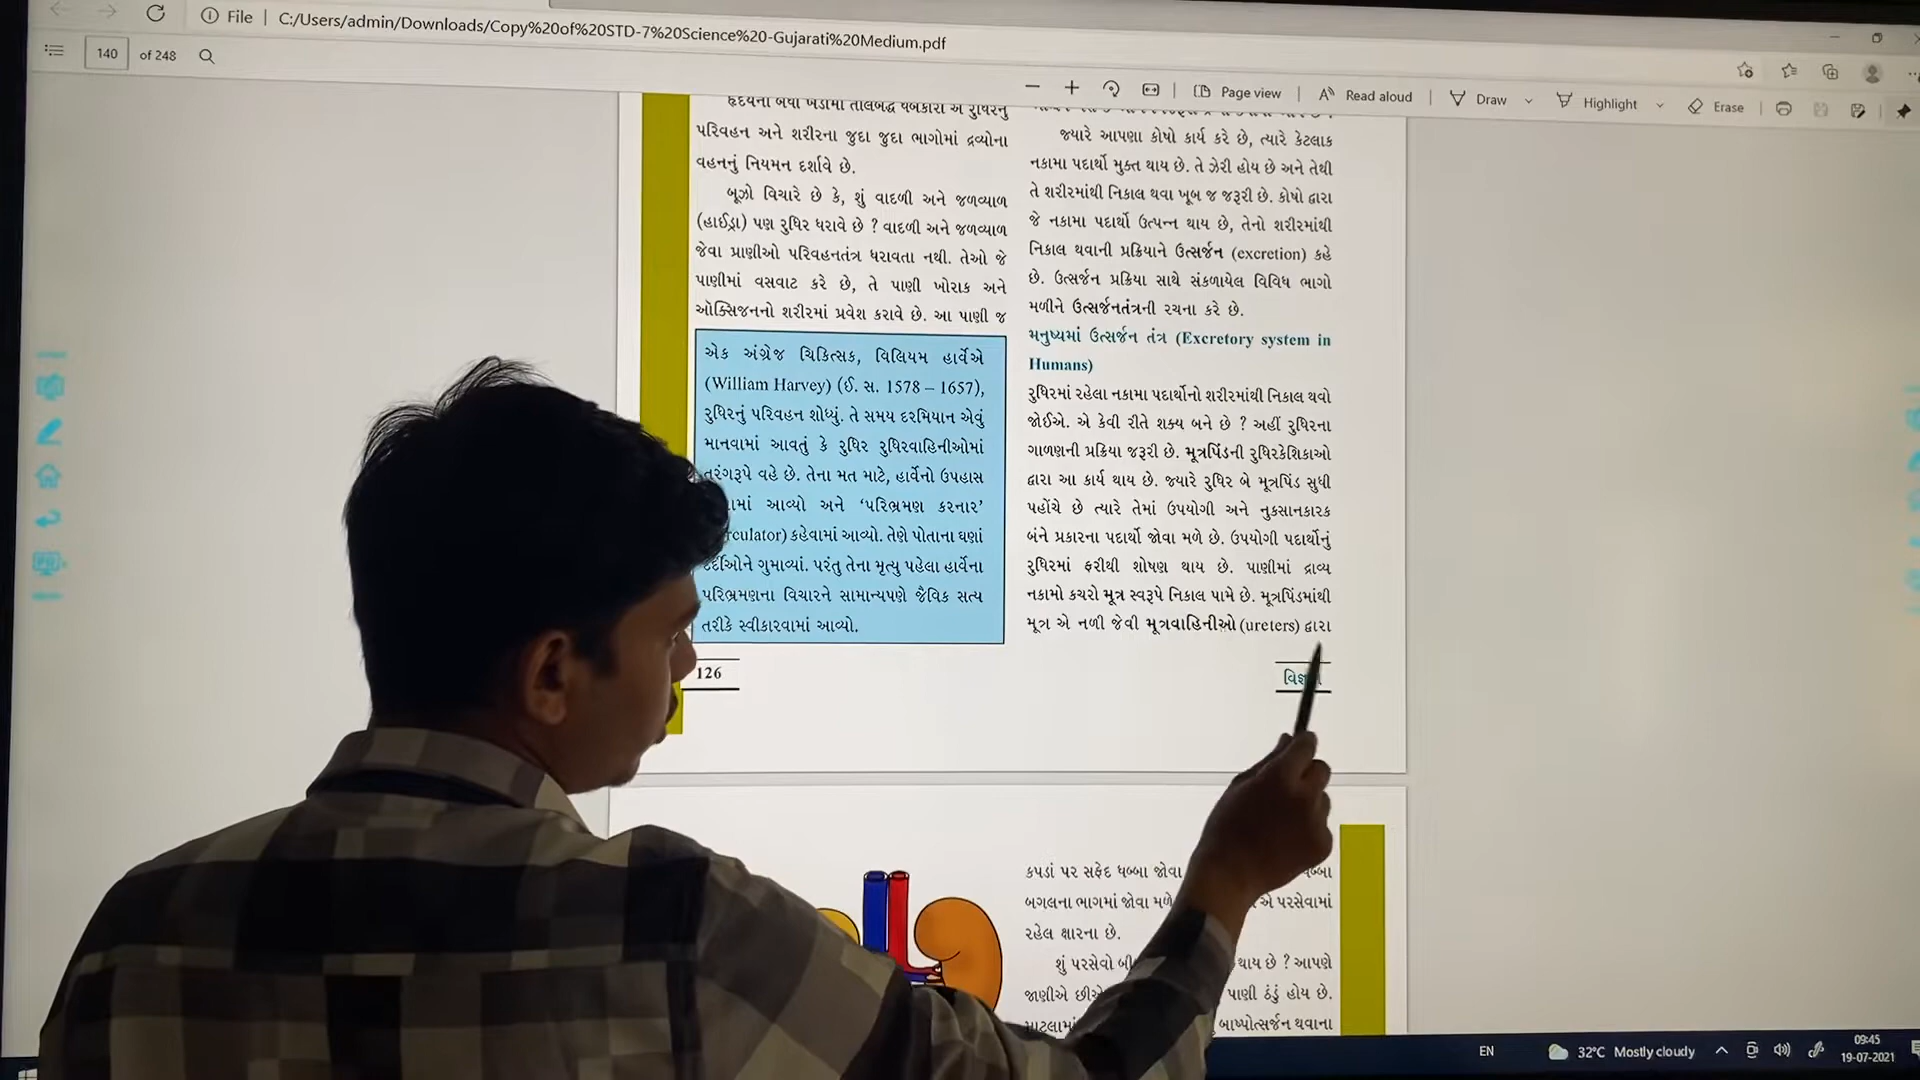 File | C:/Users/admin/Downloads/Copy%20of%20STD-7%20Science%20-Gujarati%20Medium.pdf
140 of 248
Page view | Read aloud | Draw Highlight Erase
પરિવહન અને શરીરના જુદા જુદા ભાગોમાં દ્રવ્યોના
વહનનું નિયમન દર્શાવે છે.
બૂઝો વિચારે છે કે, શું વાદળી અને જળવ્યાળ
(હાઈડ્રા) પણ રુધિર ધરાવે છે ? વાદળી અને જળવ્યાળ
જેવા પ્રાણીઓ પરિવહનતંત્ર ધરાવતા નથી. તેઓ જે
પાણીમાં વસવાટ કરે છે, તે પાણી ખોરાક અને
ઑક્સિજનનો શરીરમાં પ્રવેશ કરાવે છે. આ પાણી જ
એક અંગ્રેજ ચિકિત્સક, વિલિયમ હાર્વેએ
(William Harvey) (ઈ. સ. 1578 – 1657),
રુધિરનું પરિવહન શોધ્યું. તે સમય દરમિયાન એવું
માનવામાં આવતું કે રુધિર રુધિરવાહિનીઓમાં
તરંગરૂપે વહે છે. તેના મત માટે, હાર્વેનો ઉપહાસ
આવ્યો અને ‘પરિભ્રમણ કરનાર’
કહેવામાં આવ્યો. તેણે પોતાના ઘણાં
દર્દીઓને ગુમાવ્યાં. પરંતુ તેના મૃત્યુ પહેલા હાર્વેના
પરિભ્રમણના વિચારને સામાન્યપણે જૈવિક સત્ય
તરીકે સ્વીકારવામાં આવ્યો.
126
જ્યારે આપણા કોષો કાર્ય કરે છે, ત્યારે કેટલાક
નકામા પદાર્થો મુક્ત થાય છે. તે ઝેરી હોય છે અને તેથી
તે શરીરમાંથી નિકાલ થવા ખૂબ જ જરૂરી છે. કોષો દ્વારા
જે નકામા પદાર્થો ઉત્પન્ન થાય છે, તેનો શરીરમાંથી
નિકાલ થવાની પ્રક્રિયાને ઉત્સર્જન (excretion) કહે
છે. ઉત્સર્જન પ્રક્રિયા સાથે સંકળાયેલ વિવિધ ભાગો
મળીને ઉત્સર્જનતંત્રની રચના કરે છે.
મનુષ્યમાં ઉત્સર્જન તંત્ર (Excretory system in
Humans)
રુધિરમાં રહેલા નકામા પદાર્થોનો શરીરમાંથી નિકાલ થવો
જોઈએ. એ કેવી રીતે શક્ય બને છે ? અહીં રુધિરના
ગાળણની પ્રક્રિયા જરૂરી છે. મૂત્રપિંડની રુધિરકેશિકાઓ
દ્વારા આ કાર્ય થાય છે. જ્યારે રુધિર બે મૂત્રપિંડ સુધી
પહોંચે છે ત્યારે તેમાં ઉપયોગી અને નુકસાનકારક
બંને પ્રકારના પદાર્થો જોવા મળે છે. ઉપયોગી પદાર્થોનું
રુધિરમાં ફરીથી શોષણ થાય છે. પાણીમાં દ્રાવ્ય
નકામો કચરો મૂત્ર સ્વરૂપે નિકાલ પામે છે. મૂત્રપિંડમાંથી
મૂત્ર એ નળી જેવી મૂત્રવાહિનીઓ (ureters) દ્વારા
કપડાં પર સફેદ ધબ્બા જોવા
બગલના ભાગમાં જોવા મળે એ પરસેવામાં
રહેલ ક્ષારના છે.
શું પરસેવો થાય છે ? આપણે
જાણીએ છીએ પાણી ઠંડું હોય છે.
બાષ્પોત્સર્જન થવાના
EN 32°C Mostly cloudy 09:45
19-07-2021